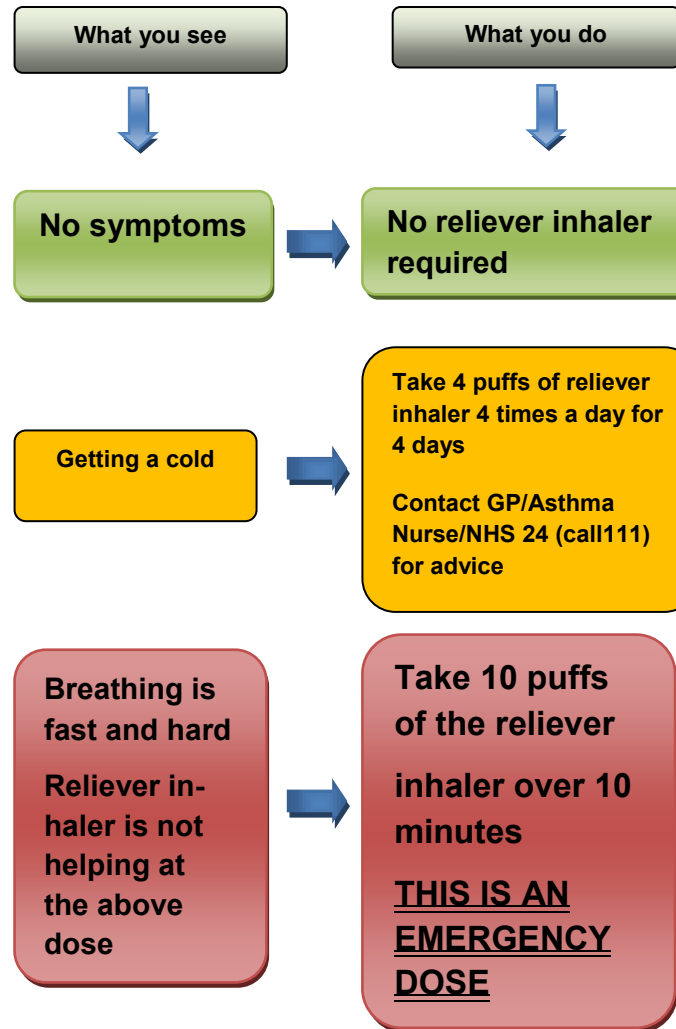 What you see
What you do
No symptoms
No reliever inhaler
required
Getting a cold
Take 4 puffs of reliever
inhaler 4 times a day for
4 days
Contact GP/Asthma
Nurse/NHS 24 (call111)
for advice
Breathing is
fast and hard
Reliever in-
haler is not
helping at
the above
dose
Take 10 puffs
of the reliever
inhaler over 10
minutes
THIS IS AN
EMERGENCY
DOSE